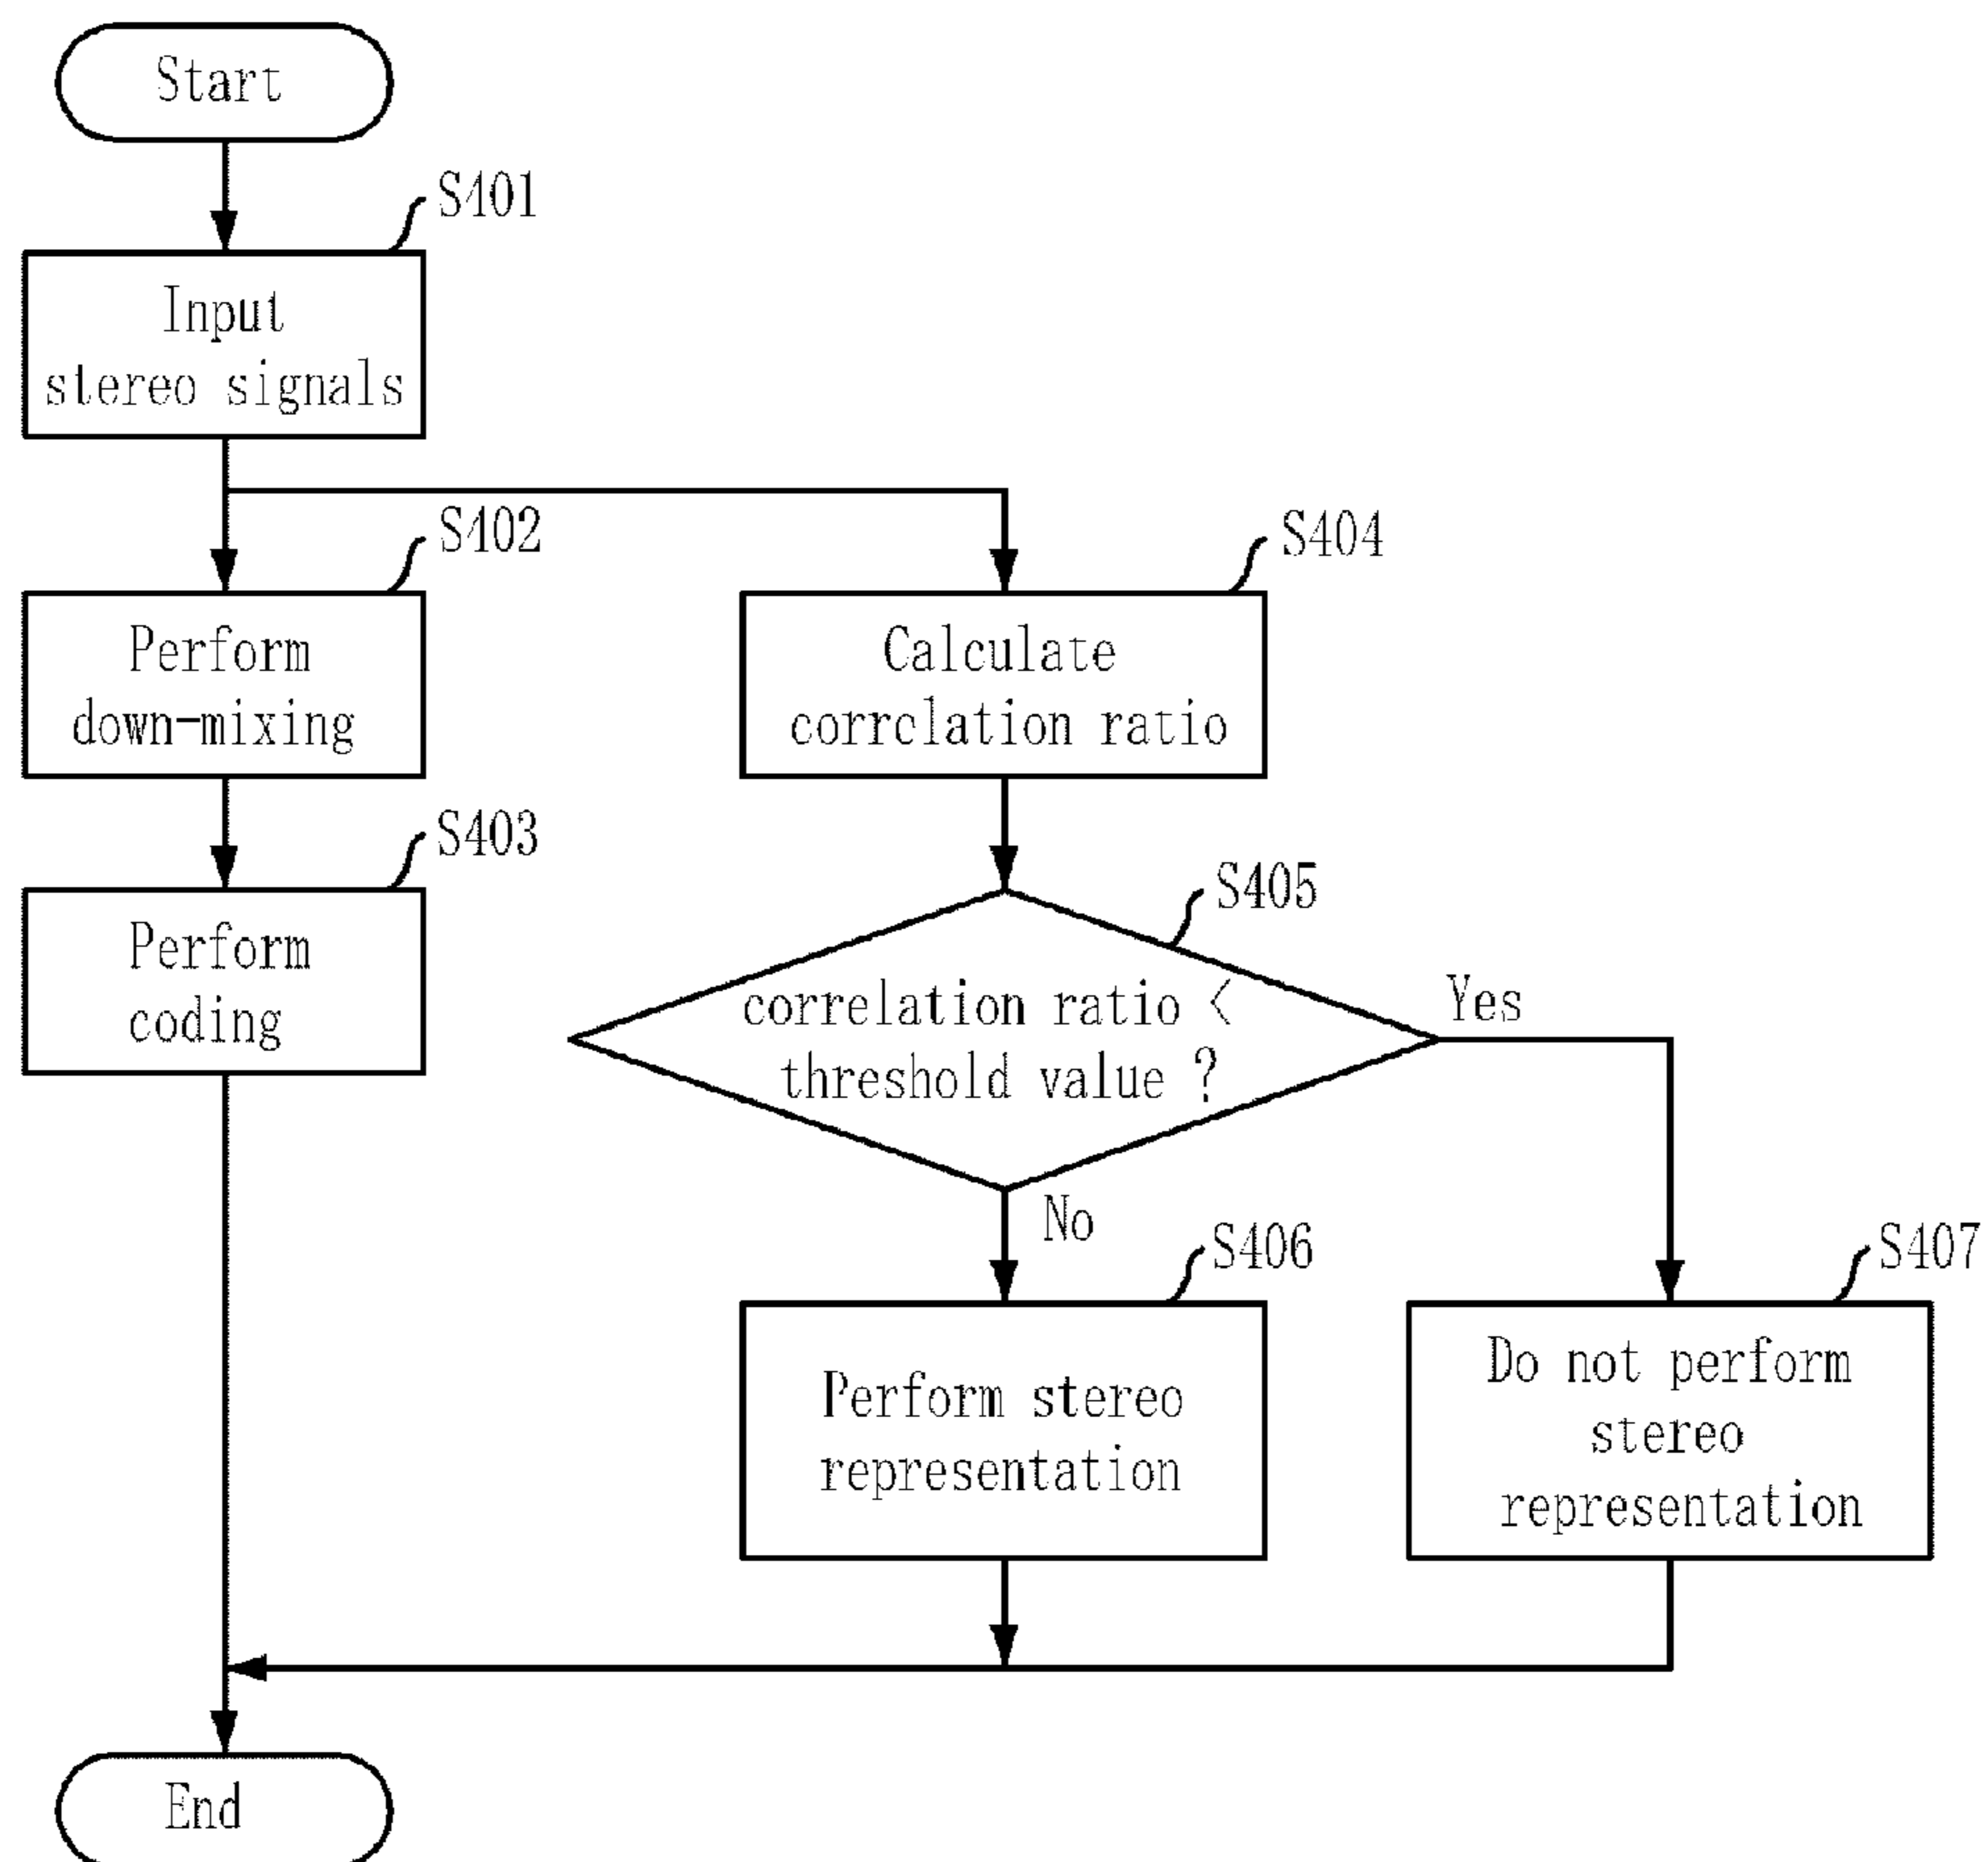 Start
S401
Input
stereo signals
S402
Perform
down-mixing
S404
Calculate
corrclation ratio
S403
Perform
coding
S405
correlation ratio <
threshold value ?
Yes
No
S406
Perform stereo
representation
S407
Do not perform
stereo
representation
End